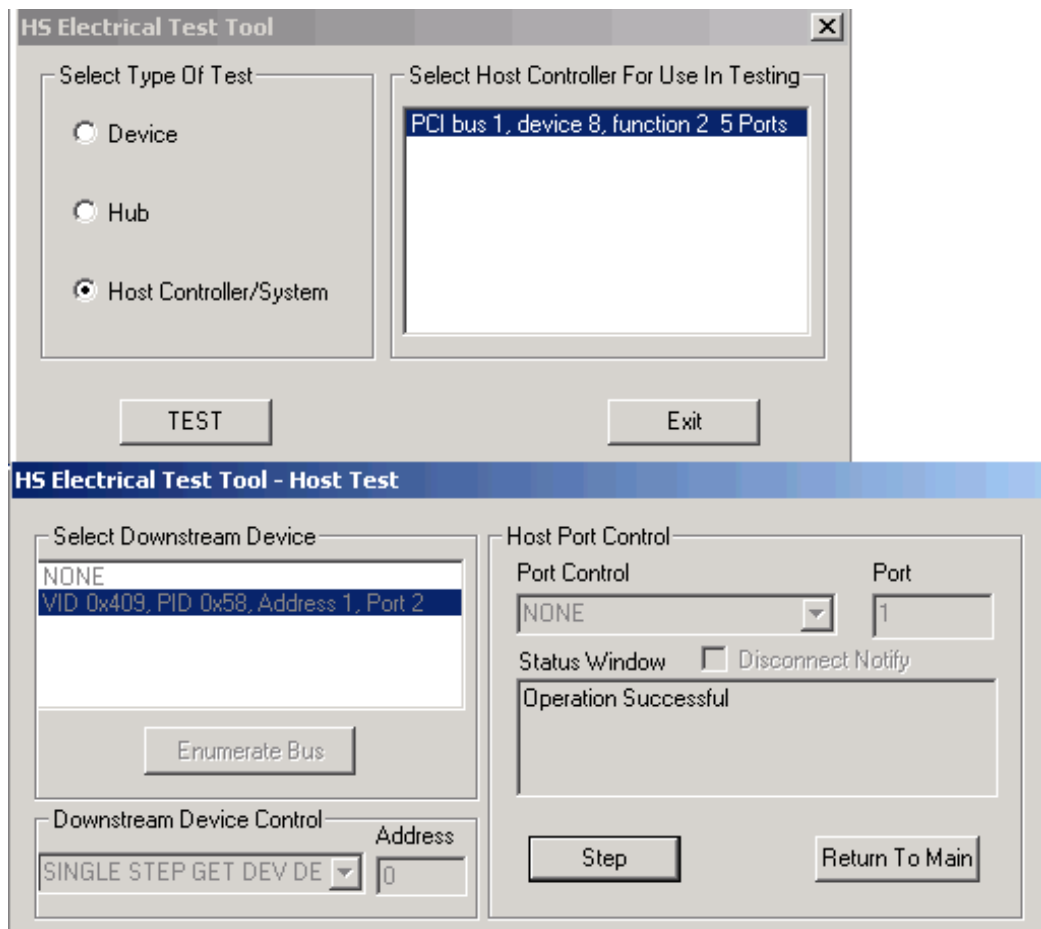 HS Electrical Test Tool
Select Type Of Test
Device
Hub
Host Controller/System
Select Host Controller For Use In Testing
PCI bus 1, device 8, function 2 5 Ports
TEST
Exit
HS Electrical Test Tool - Host Test
Select Downstream Device
NONE
VID 0x409, PID 0x58, Address 1, Port 2
Enumerate Bus
Downstream Device Control
Address
SINGLE STEP GET DEV DE
0
Host Port Control
Port Control
Port
NONE
1
Status Window
Disconnect Notify
Operation Successful
Step
Return To Main